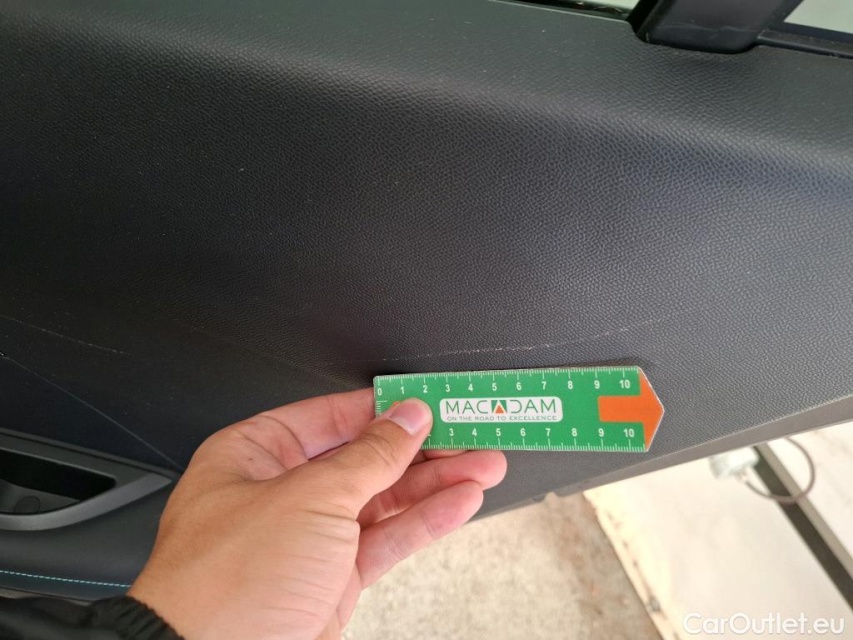 0 1 2 3 4 5 6 7 8 9 10
MACADAM
ON THE ROAD TO EXCELLENCE
3 4 5 6 7 8 9 10
CarOutlet.eu